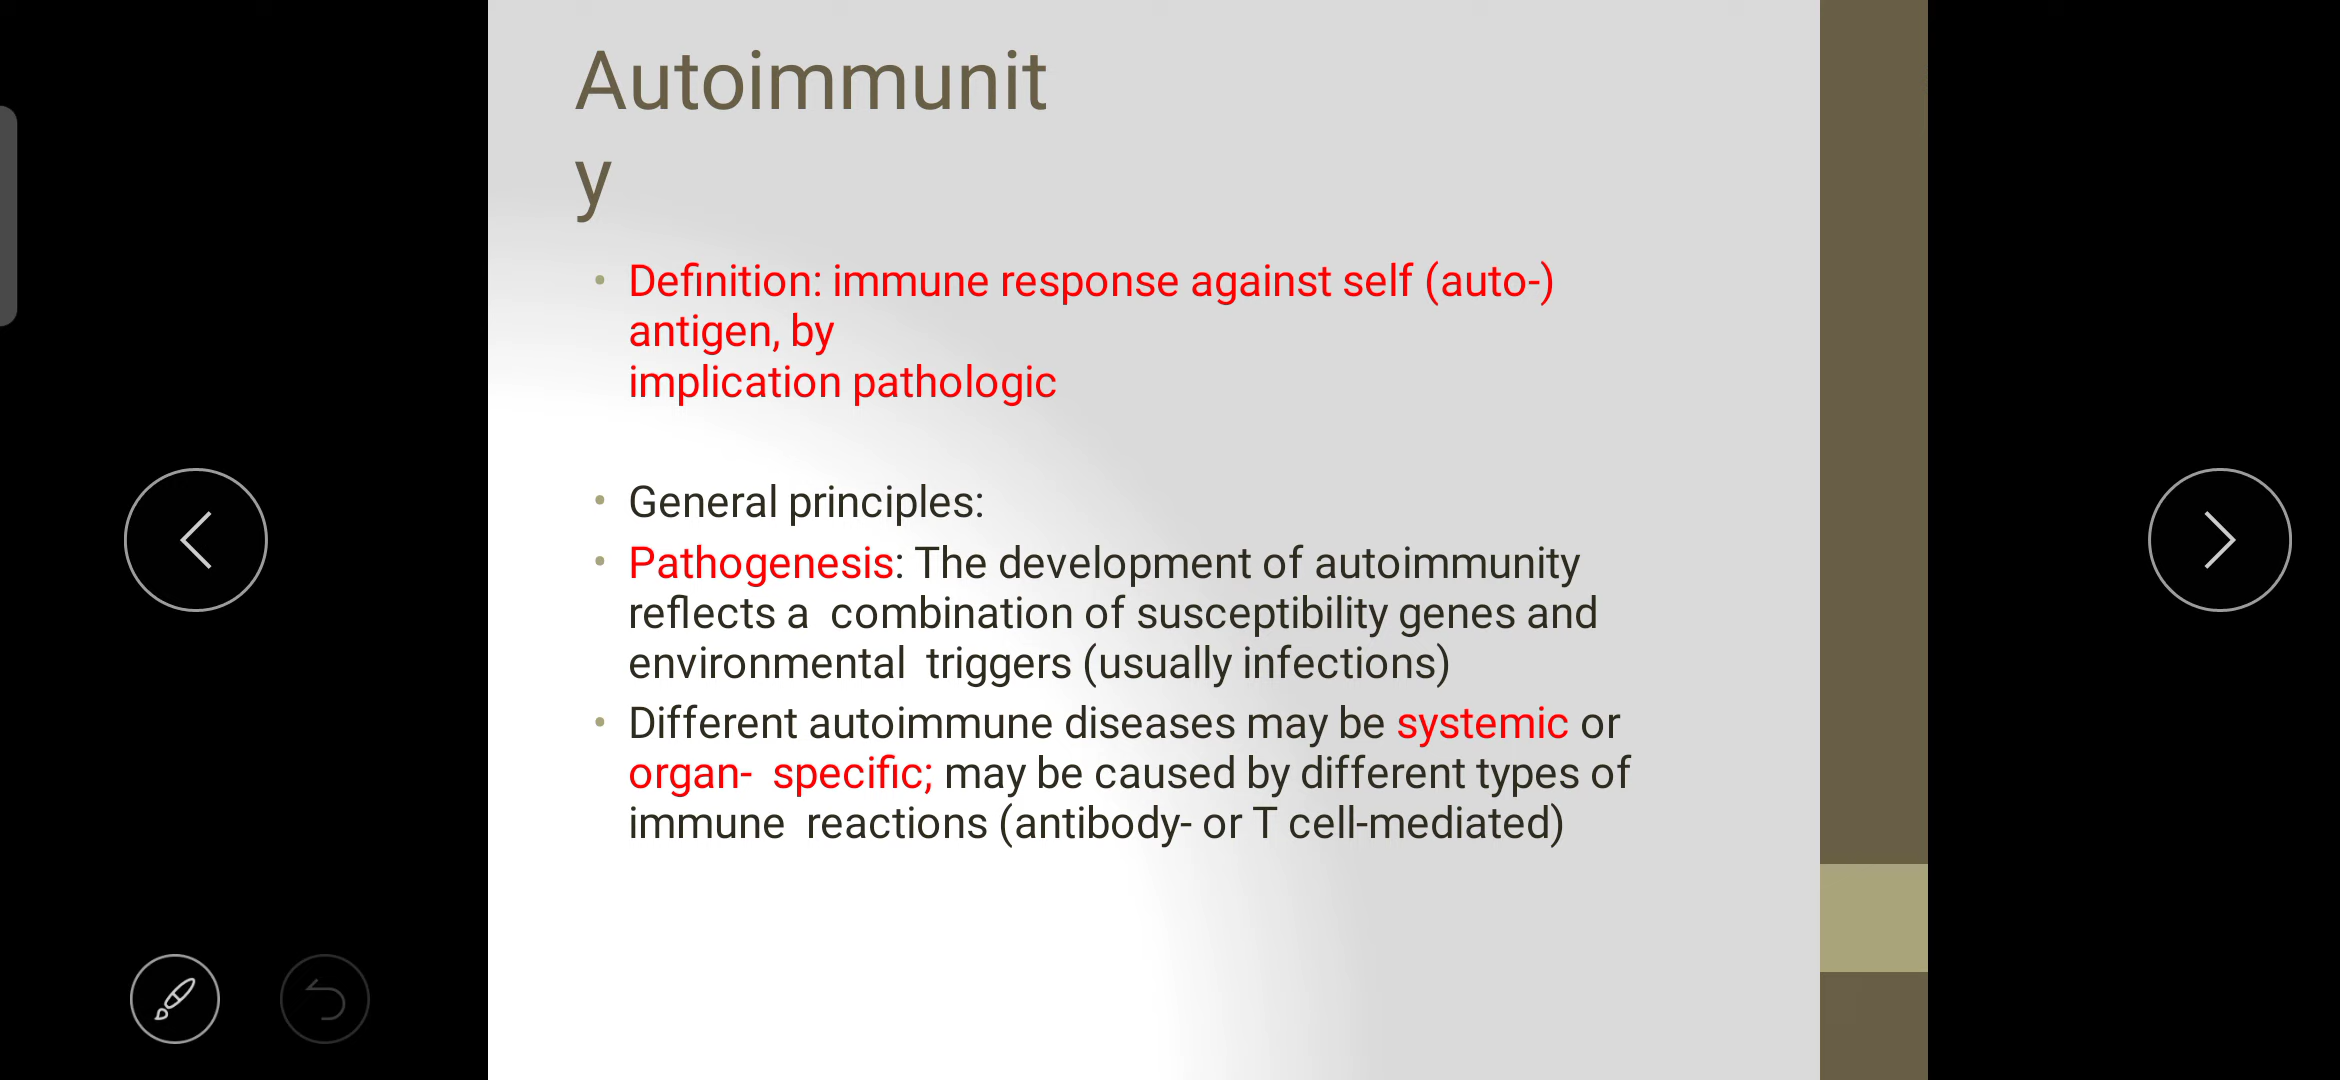 Autoimmunit
y
• Definition: immune response against self (auto-)
antigen, by
implication pathologic
• General principles:
• Pathogenesis: The development of autoimmunity
reflects a combination of susceptibility genes and
environmental triggers (usually infections)
• Different autoimmune diseases may be systemic or
organ- specific; may be caused by different types of
immune reactions (antibody- or T cell-mediated)